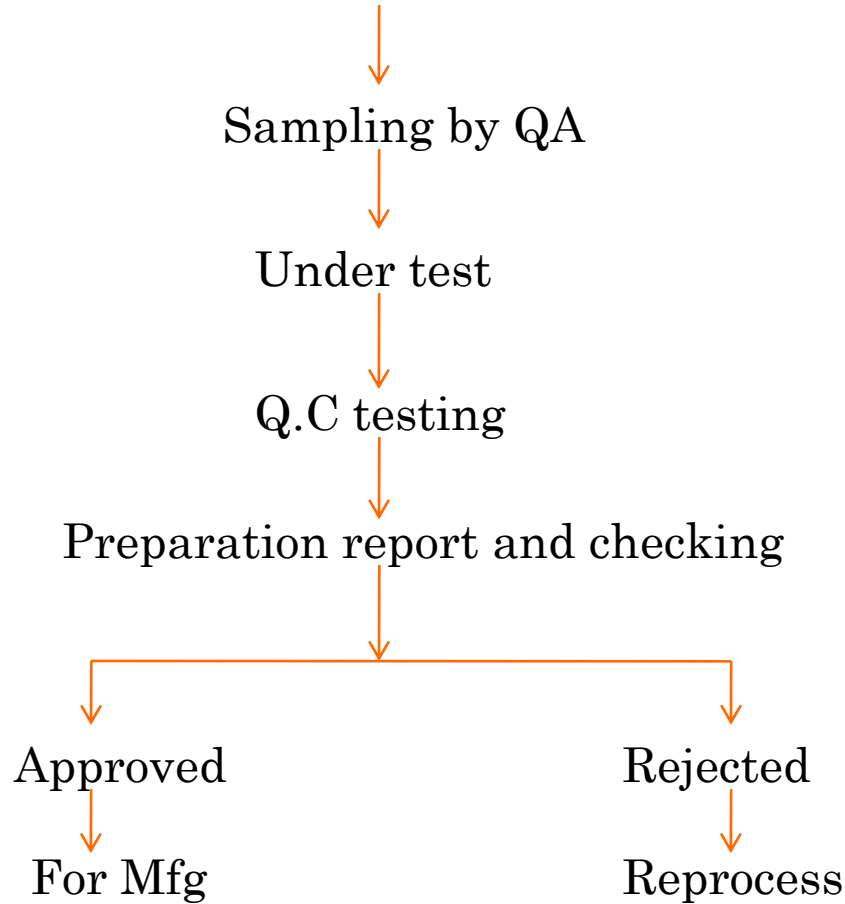 Sampling by QA
Under test
Q.C testing
Preparation report and checking
Approved
Rejected
For Mfg
Reprocess